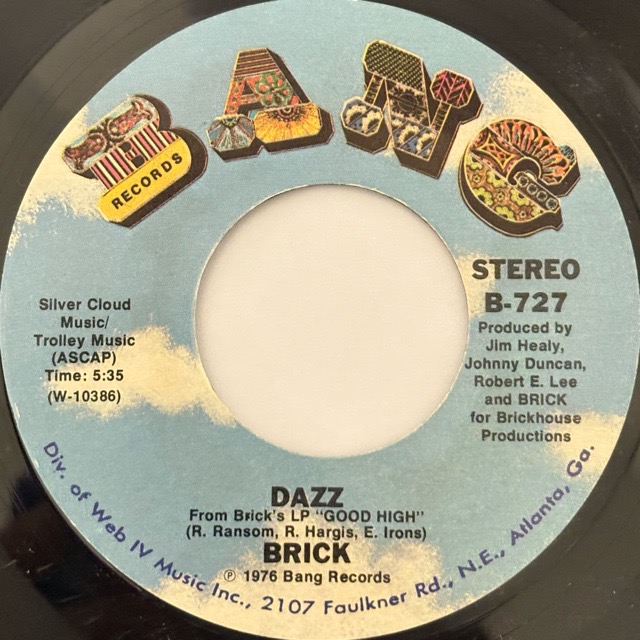 BANG
RECORDS
STEREO
B-727
Silver Cloud
Music/
Trolley Music
(ASCAP)
Time: 5:35
(W-10386)
Produced by
Jim Healy,
Johnny Duncan,
Robert E. Lee
and BRICK
for Brickhouse
Productions
DAZZ
From Brick's LP "GOOD HIGH"
(R. Ransom, R. Hargis, E. Irons)
BRICK
℗ 1976 Bang Records
Div. of Web IV Music Inc., 2107 Faulkner Rd., N.E., Atlanta, Ga.